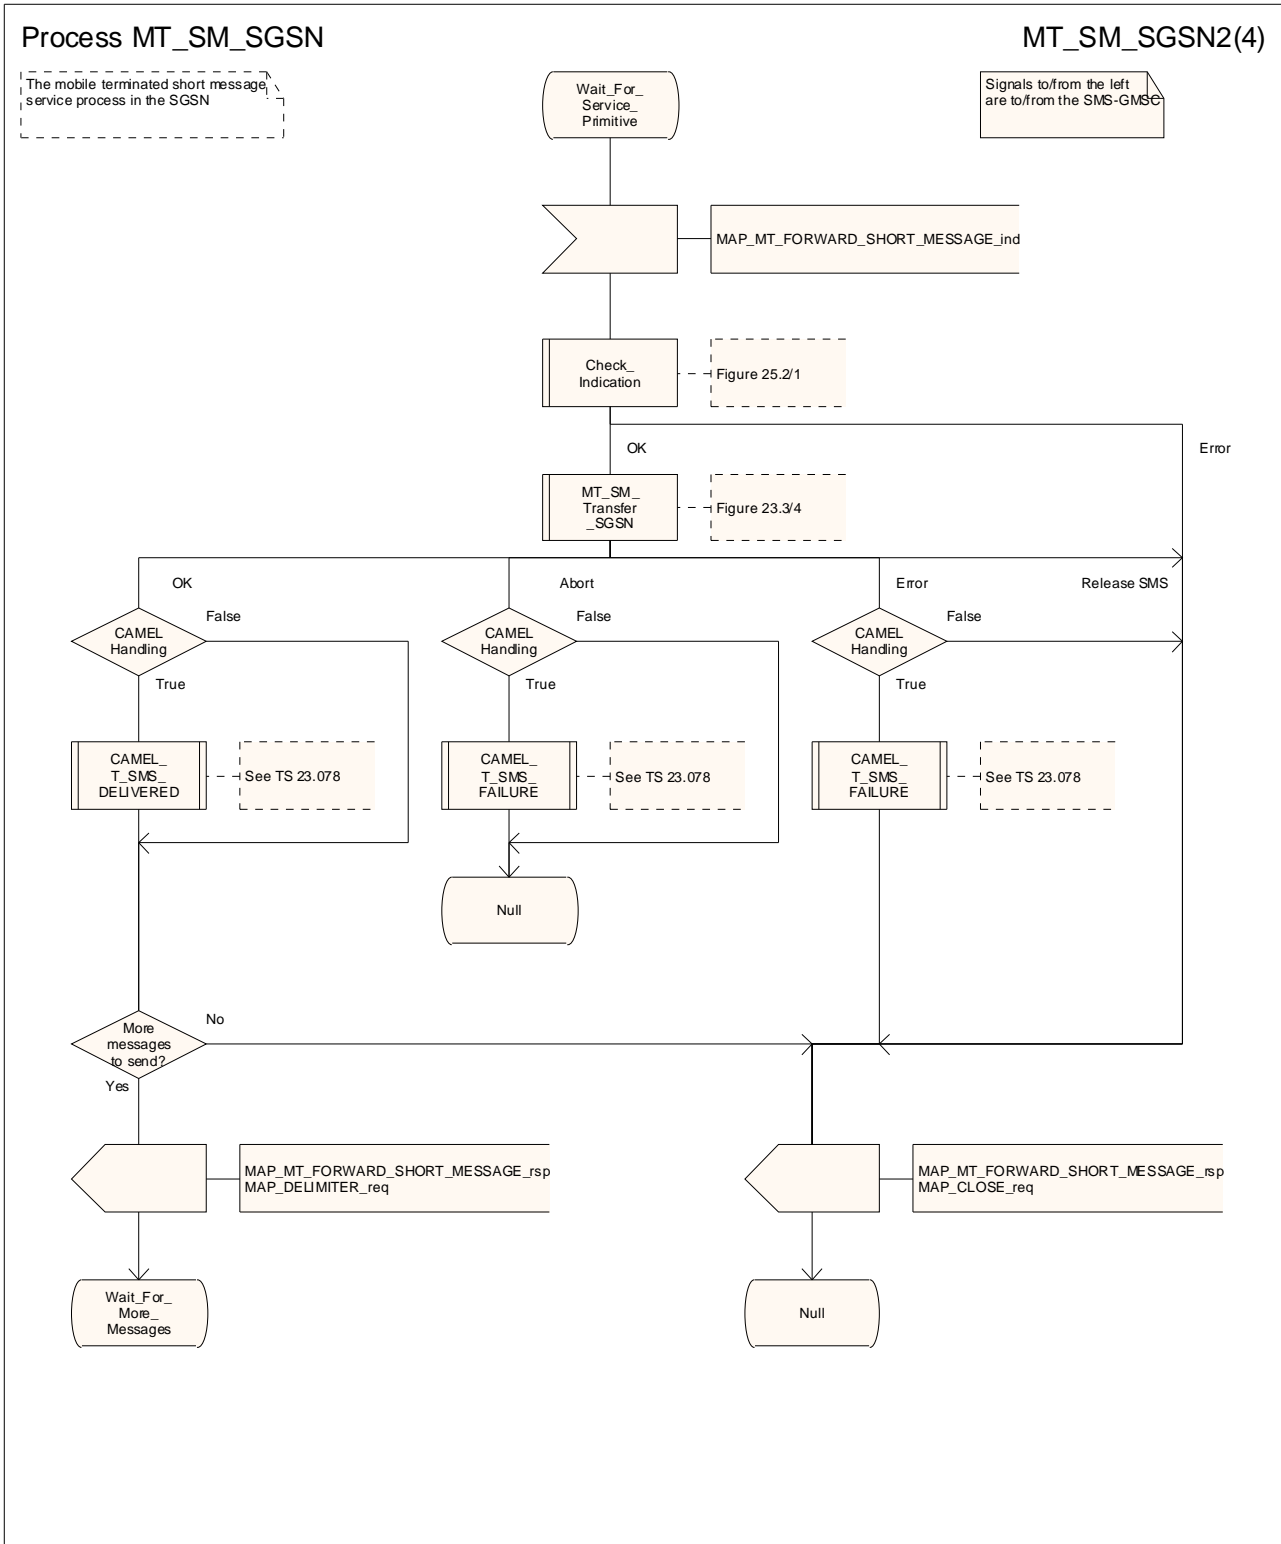 Process MT_SM_SGSN
MT_SM_SGSN2(4)
The mobile terminated short message
service process in the SGSN
Wait_For_
Service_
Primitive
Signals to/from the left
are to/from the SMS-GMSC
MAP_MT_FORWARD_SHORT_MESSAGE_ind
Check_
Indication
Figure 25.2/1
OK
Error
MT_SM_
Transfer
_SGSN
Figure 23.3/4
OK
Abort
Error
Release SMS
CAMEL
Handling
False
True
CAMEL
Handling
False
True
CAMEL
Handling
False
True
CAMEL_
T_SMS_
DELIVERED
See TS 23.078
CAMEL_
T_SMS_
FAILURE
See TS 23.078
CAMEL_
T_SMS_
FAILURE
See TS 23.078
Null
More
messages
to send?
No
Yes
MAP_MT_FORWARD_SHORT_MESSAGE_rsp
MAP_DELIMITER_req
MAP_MT_FORWARD_SHORT_MESSAGE_rsp
MAP_CLOSE_req
Wait_For_
More_
Messages
Null